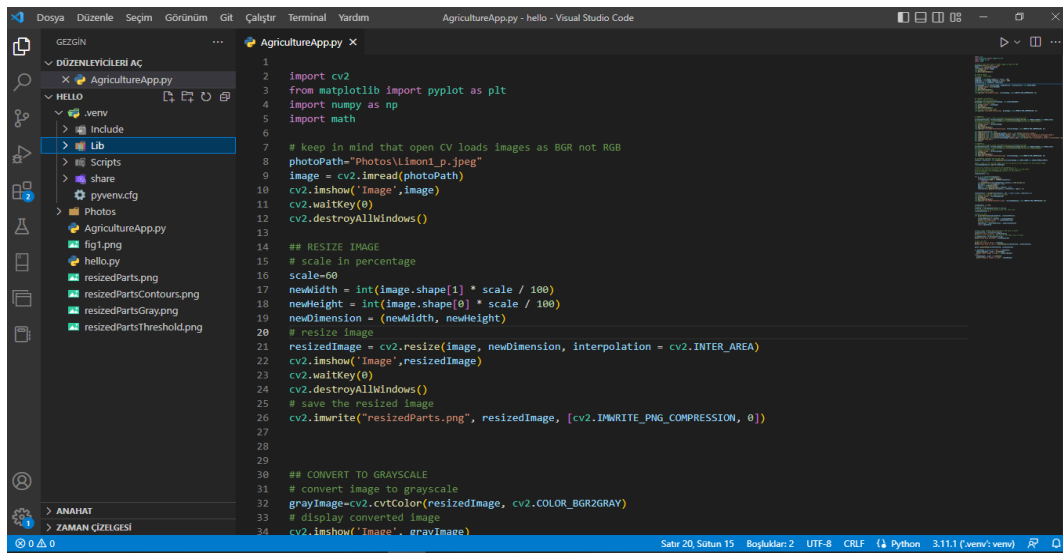 Dosya Düzenle Seçim Görünüm Git Çalıştır Terminal Yardım AgricultureApp.py - hello - Visual Studio Code
GEZGİN
DÜZENLEYİCİLERİ AÇ
AgricultureApp.py
HELLO
.venv
Include
Lib
Scripts
share
pyvenv.cfg
Photos
AgricultureApp.py
fig1.png
hello.py
resizedParts.png
resizedPartsContours.png
resizedPartsGray.png
resizedPartsThreshold.png
ANAHAT
ZAMAN ÇİZELGESİ
2
1
AgricultureApp.py
1
2 import cv2
3 from matplotlib import pyplot as plt
4 import numpy as np
5 import math
6
7 # keep in mind that open CV loads images as BGR not RGB
8 photoPath="Photos\Limon1_p.jpeg"
9 image = cv2.imread(photoPath)
10 cv2.imshow('Image',image)
11 cv2.waitKey(0)
12 cv2.destroyAllWindows()
13
14 ## RESIZE IMAGE
15 # scale in percentage
16 scale=60
17 newWidth = int(image.shape[1] * scale / 100)
18 newHeight = int(image.shape[0] * scale / 100)
19 newDimension = (newWidth, newHeight)
20 # resize image
21 resizedImage = cv2.resize(image, newDimension, interpolation = cv2.INTER_AREA)
22 cv2.imshow('Image',resizedImage)
23 cv2.waitKey(0)
24 cv2.destroyAllWindows()
25 # save the resized image
26 cv2.imwrite("resizedParts.png", resizedImage, [cv2.IMWRITE_PNG_COMPRESSION, 0])
27
28
29
30 ## CONVERT TO GRAYSCALE
31 # convert image to grayscale
32 grayImage=cv2.cvtColor(resizedImage, cv2.COLOR_BGR2GRAY)
33 # display converted image
34 cv2.imshow('Image', grayImage)
0 0 Satır 20, Sütun 15 Boşluklar: 2 UTF-8 CRLF Python 3.11.1 ('.venv': venv)